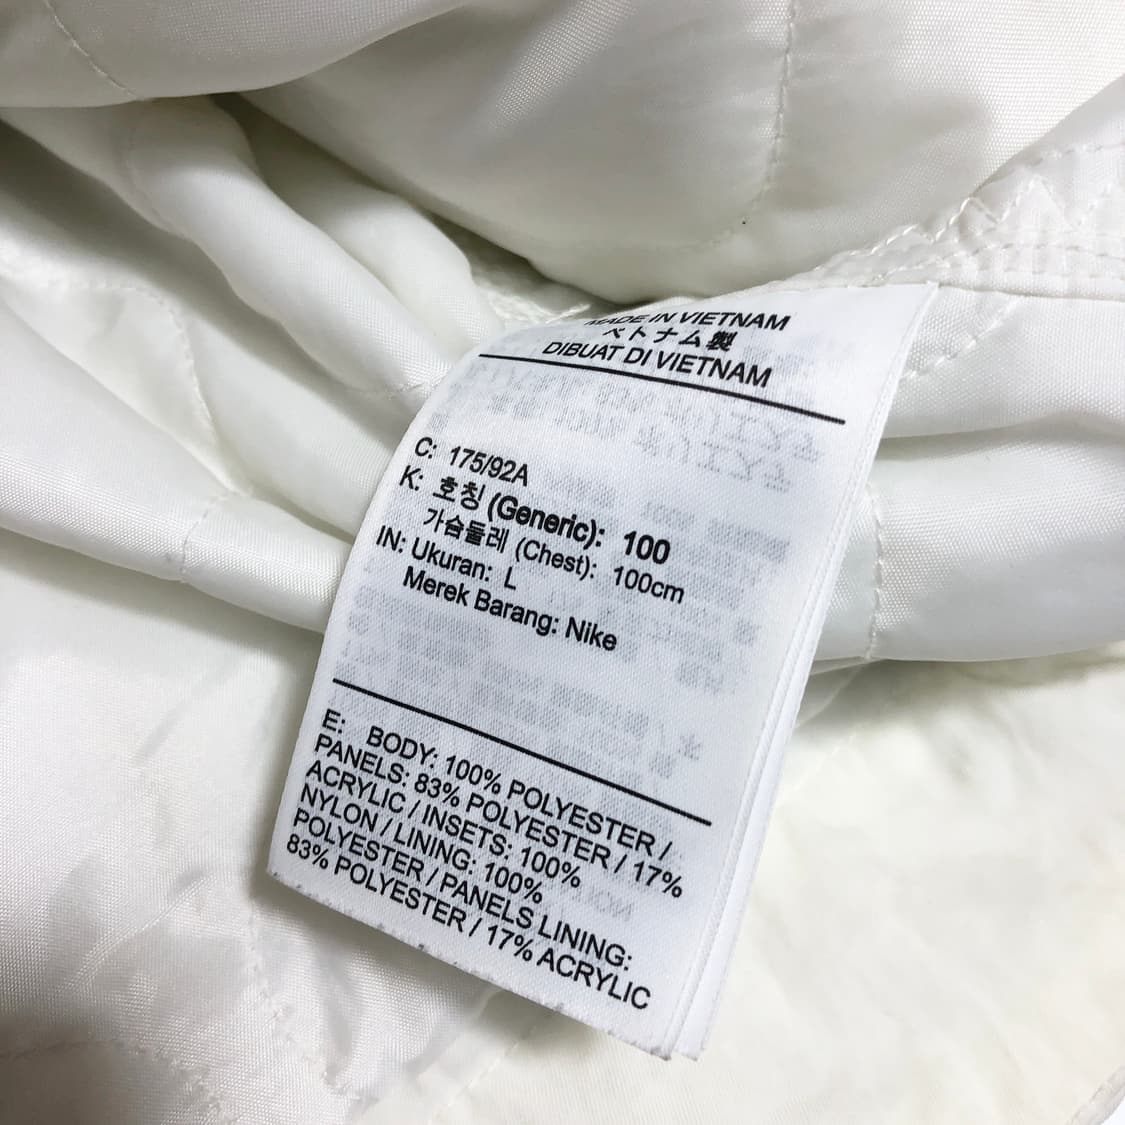 MADE IN VIETNAM
ベトナム製
DIBUAT DI VIETNAM
C: 175/92A
K: 호칭 (Generic): 100
가슴둘레 (Chest): 100cm
IN: Ukuran: L
Merek Barang: Nike
E: BODY: 100% POLYESTER /
PANELS: 83% POLYESTER / 17%
ACRYLIC / INSETS: 100%
NYLON / LINING: 100%
POLYESTER / PANELS LINING:
83% POLYESTER / 17% ACRYLIC